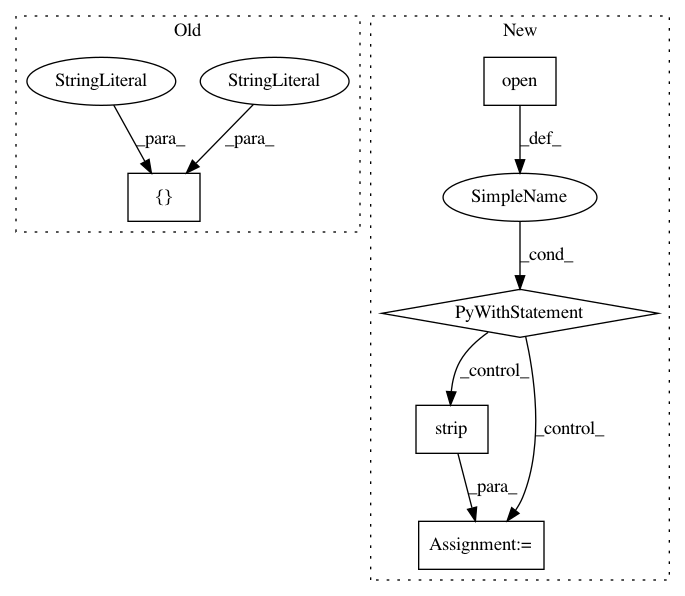 Old
New
StringLiteral
StringLiteral
open
_para_
_para_
_def_
{}
SimpleName
_cond_
PyWithStatement
_control_
strip
_control_
_para_
Assignment:=